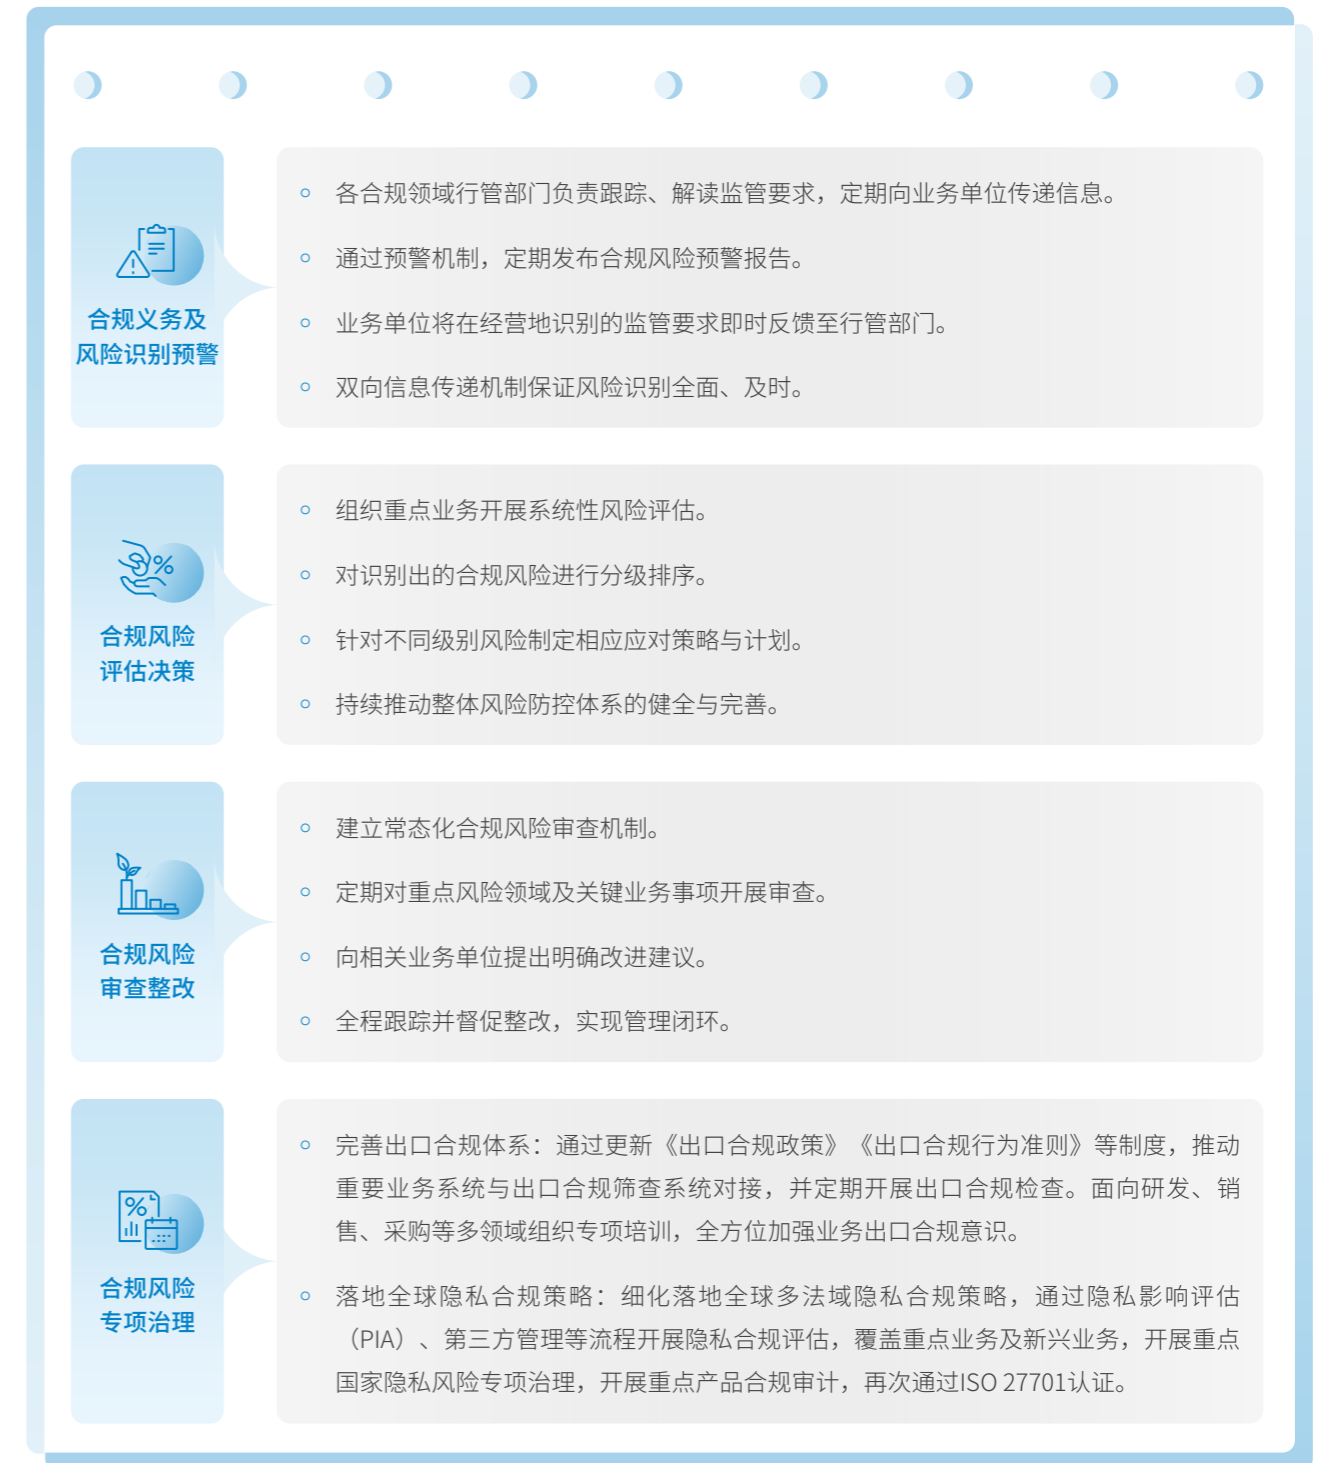 合规义务及
风险识别预警
各合规领域行管部门负责跟踪、解读监管要求，定期向业务单位传递信息。
通过预警机制，定期发布合规风险预警报告。
业务单位将在经营地识别的监管要求即时反馈至行管部门。
双向信息传递机制保证风险识别全面、及时。
合规风险
评估决策
组织重点业务开展系统性风险评估。
对识别出的合规风险进行分级排序。
针对不同级别风险制定相应应对策略与计划。
持续推动整体风险防控体系的健全与完善。
合规风险
审查整改
建立常态化合规风险审查机制。
定期对重点风险领域及关键业务事项开展审查。
向相关业务单位提出明确改进建议。
全程跟踪并督促整改，实现管理闭环。
合规风险
专项治理
完善出口合规体系：通过更新《出口合规政策》《出口合规行为准则》等制度，推动
重要业务系统与出口合规筛查系统对接，并定期开展出口合规检查。面向研发、销
售、采购等多领域组织专项培训，全方位加强业务出口合规意识。
落地全球隐私合规策略：细化落地全球多法域隐私合规策略，通过隐私影响评估
（PIA）、第三方管理等流程开展隐私合规评估，覆盖重点业务及新兴业务，开展重点
国家隐私风险专项治理，开展重点产品合规审计，再次通过ISO 27701认证。